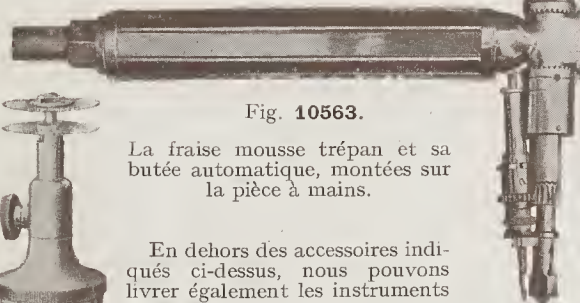 Fig. 10563.
La fraise mousse trépan et sa
butée automatique, montées sur
la pièce à mains.
En dehors des accessoires indi-
qués ci-dessus, nous pouvons
livrer également les instruments